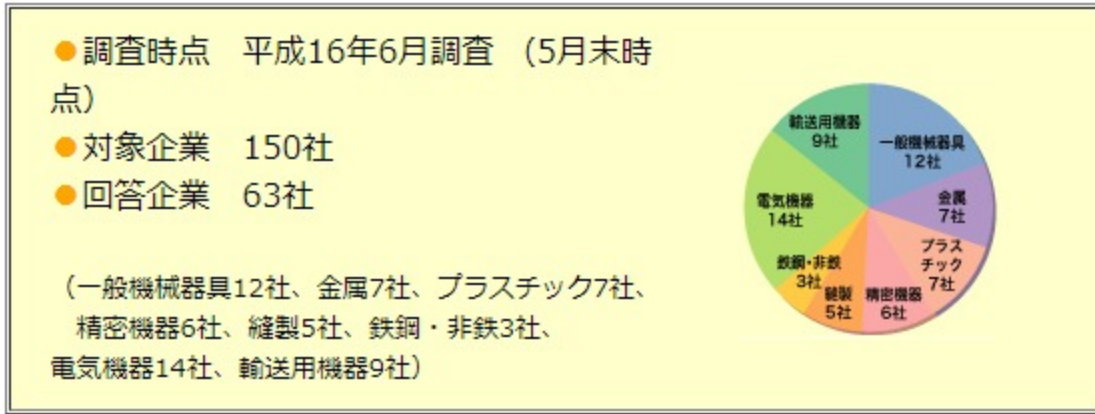 ●調査時点　平成16年6月調査　(5月末時
点）
●対象企業　150社
●回答企業　63社
（一般機械器具12社、金属7社、プラスチック7社、
精密機器6社、縫製5社、鉄鋼・非鉄3社、
電気機器14社、輸送用機器9社）
輸送用機器
9社
一般機械器具
12社
電気機器
14社
金属
7社
プラス
チック
7社
鉄鋼・非鉄
3社
縫製
5社
精密機器
6社